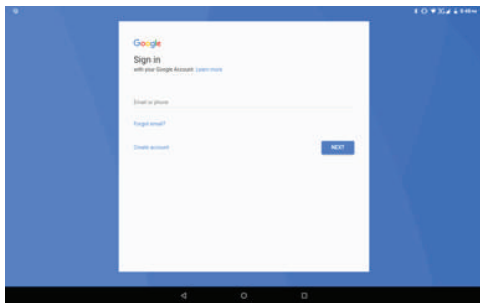 Google
Sign in
with your Google Account. Learn more
Email or phone
Forgot email?
Create account
NEXT